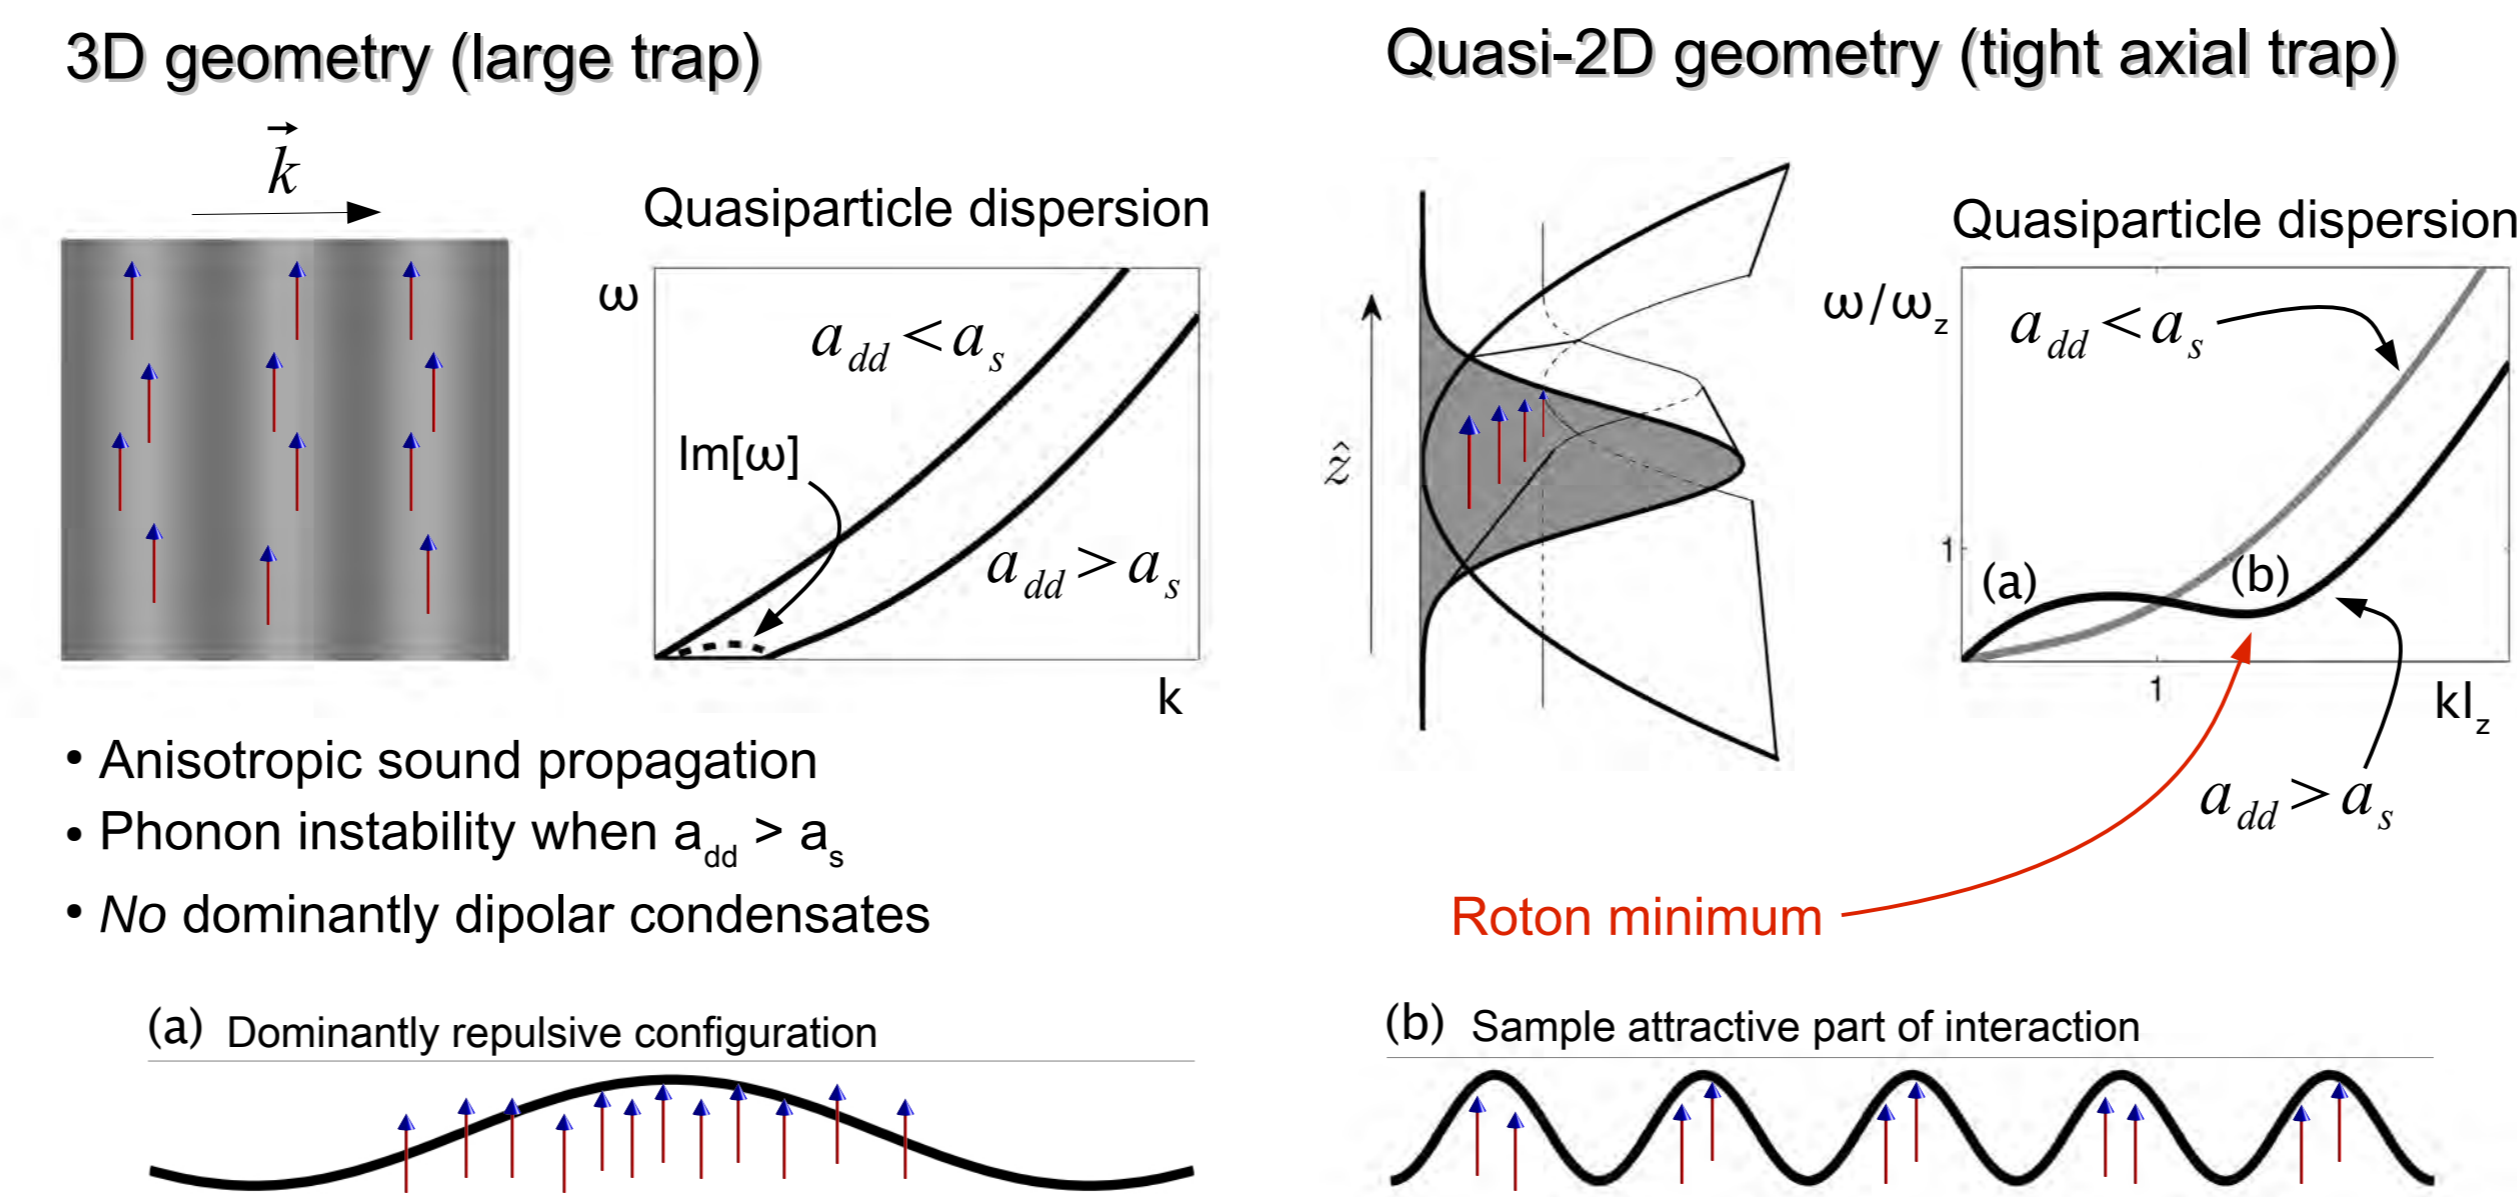 3D geometry (large trap)
k
Quasiparticle dispersion
ω
a_dd < a_s
Im[ω]
a_dd > a_s
k
• Anisotropic sound propagation
• Phonon instability when a_dd > a_s
• No dominantly dipolar condensates
Quasi-2D geometry (tight axial trap)
ẑ
Quasiparticle dispersion
ω/ω_z
a_dd < a_s
1
(a)
(b)
1
kl_z
a_dd > a_s
Roton minimum
(a) Dominantly repulsive configuration
(b) Sample attractive part of interaction